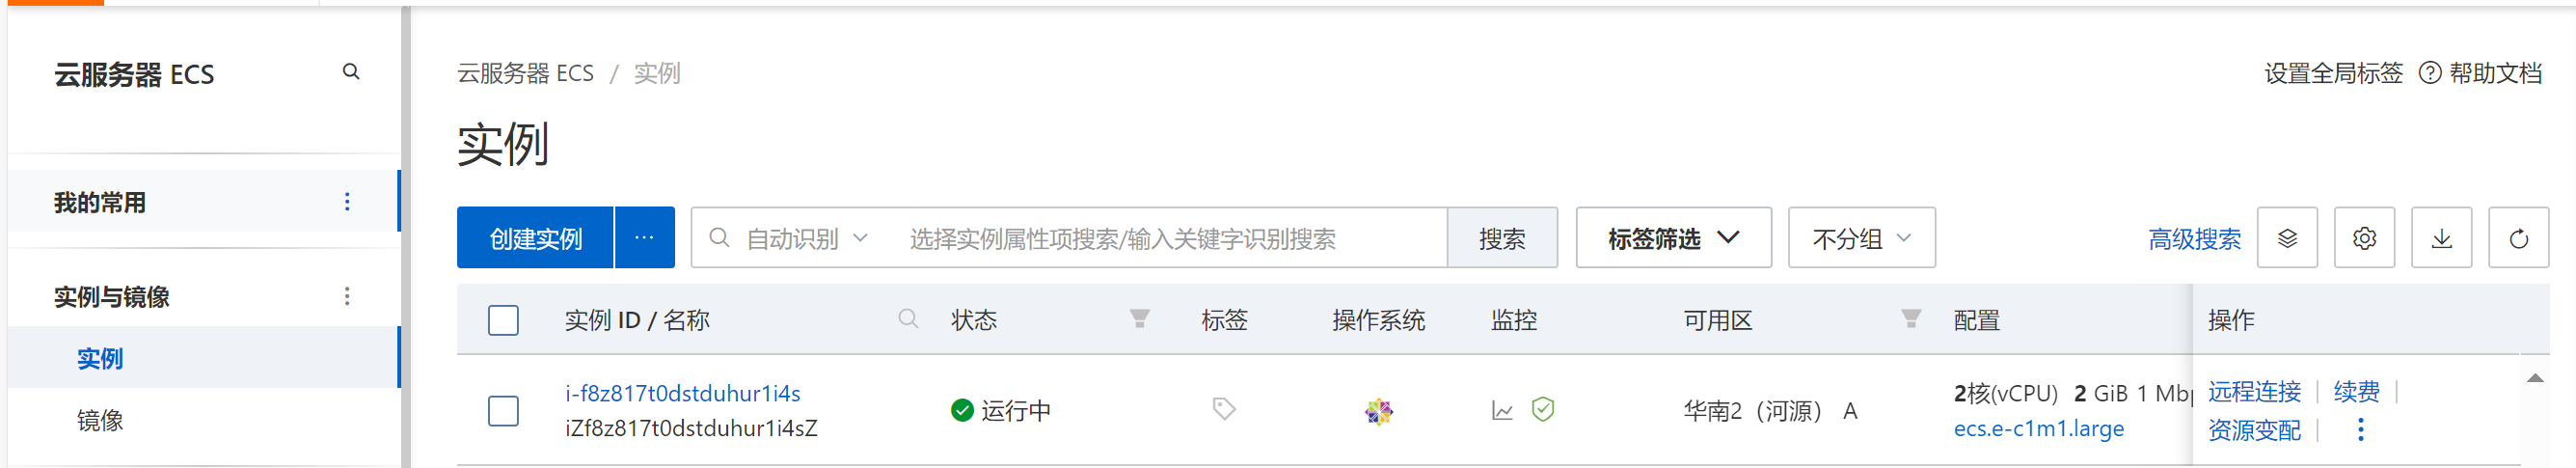 云服务器 ECS
我的常用
实例与镜像
实例
镜像
云服务器 ECS / 实例
设置全局标签 帮助文档
实例
创建实例 ··· 自动识别 选择实例属性项搜索/输入关键字识别搜索 搜索 标签筛选 不分组 高级搜索
实例 ID / 名称 状态 标签 操作系统 监控 可用区 配置 操作
i-f8z817t0dstduhur1i4s
iZf8z817t0dstduhur1i4sZ
运行中
华南2（河源） A
2核(vCPU) 2 GiB 1 Mbp
ecs.e-c1m1.large
远程连接 续费
资源变配